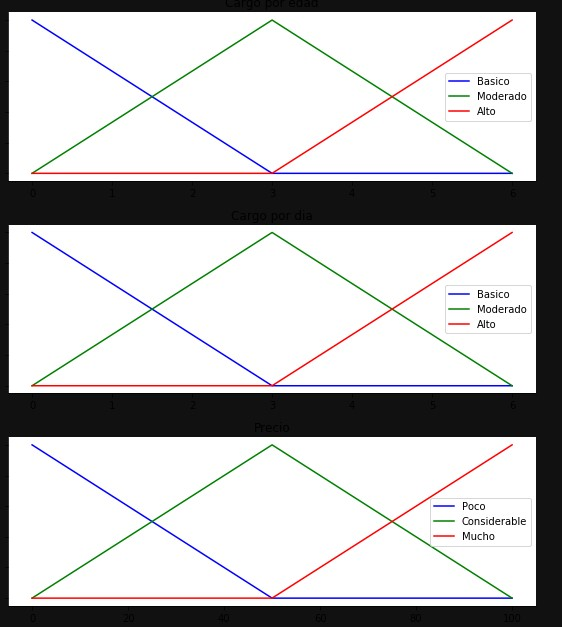 Cargo por edad
Basico
Moderado
Alto
0 1 2 3 4 5 6
Cargo por dia
Basico
Moderado
Alto
0 1 2 3 4 5 6
Precio
Poco
Considerable
Mucho
0 20 40 60 80 100